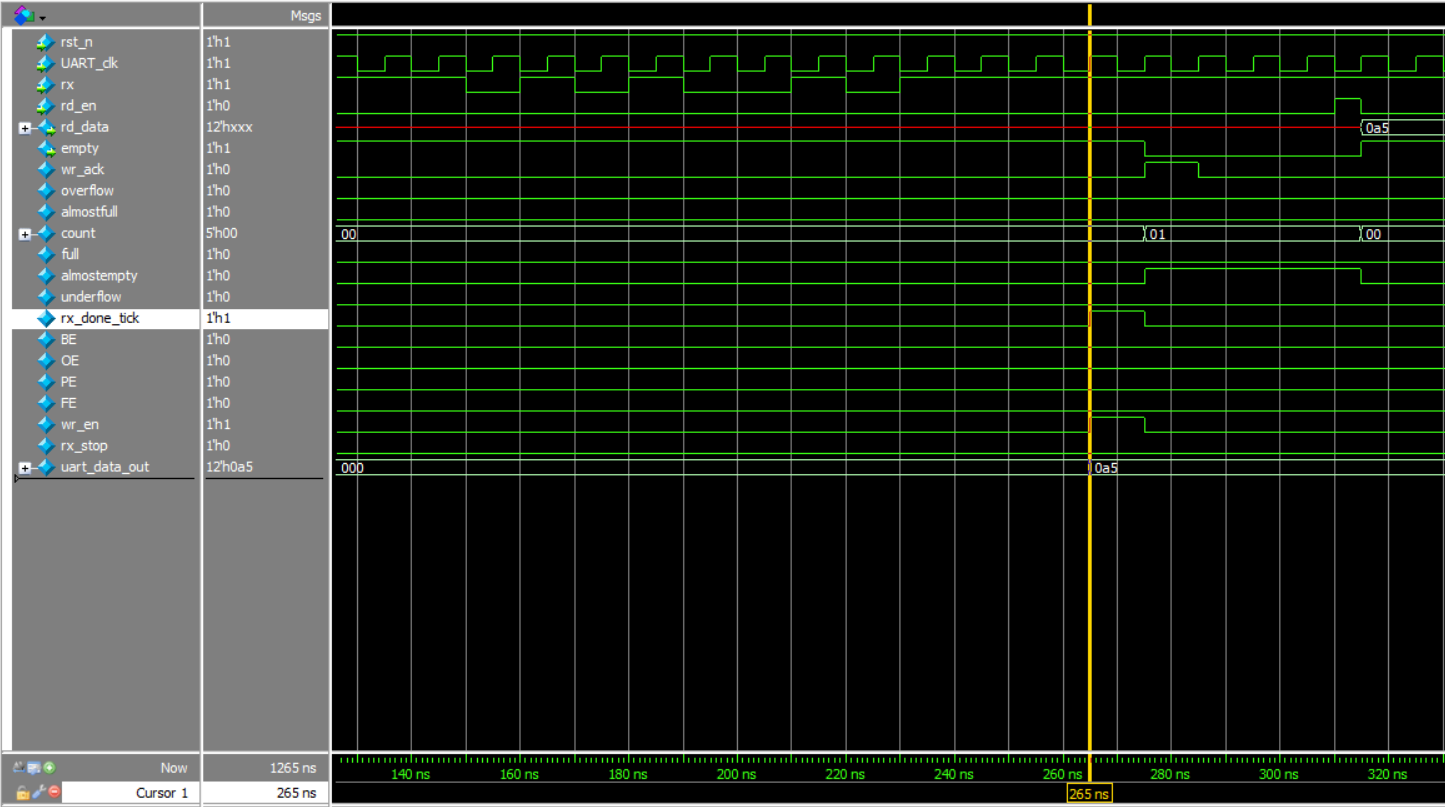 Msgs
rst_n 1'h1
UART_clk 1'h1
rx 1'h1
rd_en 1'h0
rd_data 12'hxxx 0a5
empty 1'h1
wr_ack 1'h0
overflow 1'h0
almostfull 1'h0
count 5'h00 00 01 00
full 1'h0
almostempty 1'h0
underflow 1'h0
rx_done_tick 1'h1
BE 1'h0
OE 1'h0
PE 1'h0
FE 1'h0
wr_en 1'h1
rx_stop 1'h0
uart_data_out 12'h0a5 000 0a5
Now 1265 ns 140 ns 160 ns 180 ns 200 ns 220 ns 240 ns 260 ns 280 ns 300 ns 320 ns
Cursor 1 265 ns 265 ns